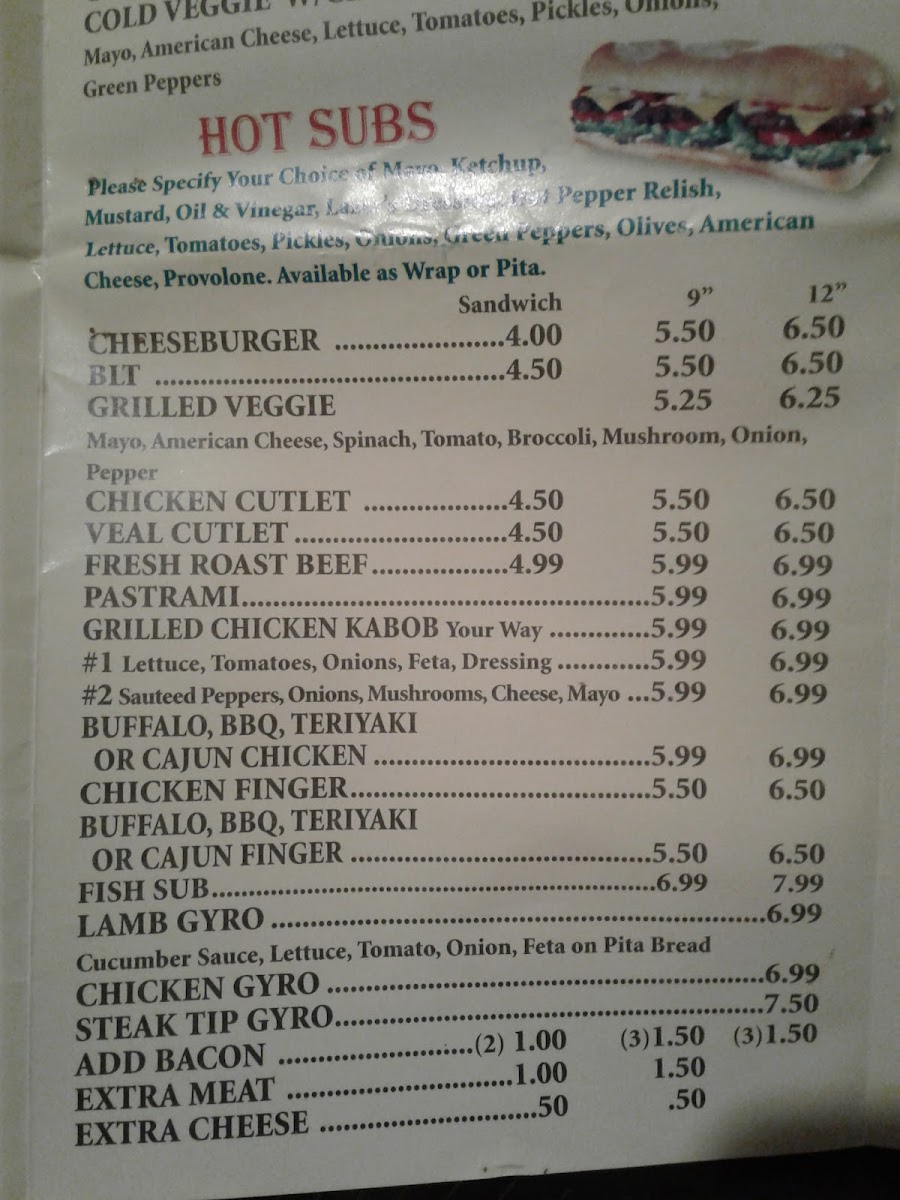 COLD VEGGIE
Mayo, American Cheese, Lettuce, Tomatoes, Pickles, Onions,
Green Peppers
HOT SUBS
Please Specify Your Choice of Mayo, Ketchup,
Mustard, Oil & Vinegar, Hot Pepper Relish,
Lettuce, Tomatoes, Pickles, Onions, Green Peppers, Olives, American
Cheese, Provolone. Available as Wrap or Pita.
Sandwich 9” 12”
CHEESEBURGER ........................4.00 5.50 6.50
BLT ..................................................4.50 5.50 6.50
GRILLED VEGGIE 5.25 6.25
Mayo, American Cheese, Spinach, Tomato, Broccoli, Mushroom, Onion,
Pepper
CHICKEN CUTLET ....................4.50 5.50 6.50
VEAL CUTLET ..............................4.50 5.50 6.50
FRESH ROAST BEEF...................4.99 5.99 6.99
PASTRAMI.........................................................5.99 6.99
GRILLED CHICKEN KABOB Your Way ..............5.99 6.99
#1 Lettuce, Tomatoes, Onions, Feta, Dressing .............5.99 6.99
#2 Sauteed Peppers, Onions, Mushrooms, Cheese, Mayo ...5.99 6.99
BUFFALO, BBQ, TERIYAKI
OR CAJUN CHICKEN .......................................5.99 6.99
CHICKEN FINGER..........................................5.50 6.50
BUFFALO, BBQ, TERIYAKI
OR CAJUN FINGER ..........................................5.50 6.50
FISH SUB..............................................................6.99 7.99
LAMB GYRO .....................................................................6.99
Cucumber Sauce, Lettuce, Tomato, Onion, Feta on Pita Bread
CHICKEN GYRO .............................................................6.99
STEAK TIP GYRO............................................................7.50
ADD BACON ...........................(2) 1.00 (3)1.50 (3)1.50
EXTRA MEAT ................................1.00 1.50
EXTRA CHEESE ...............................50 .50